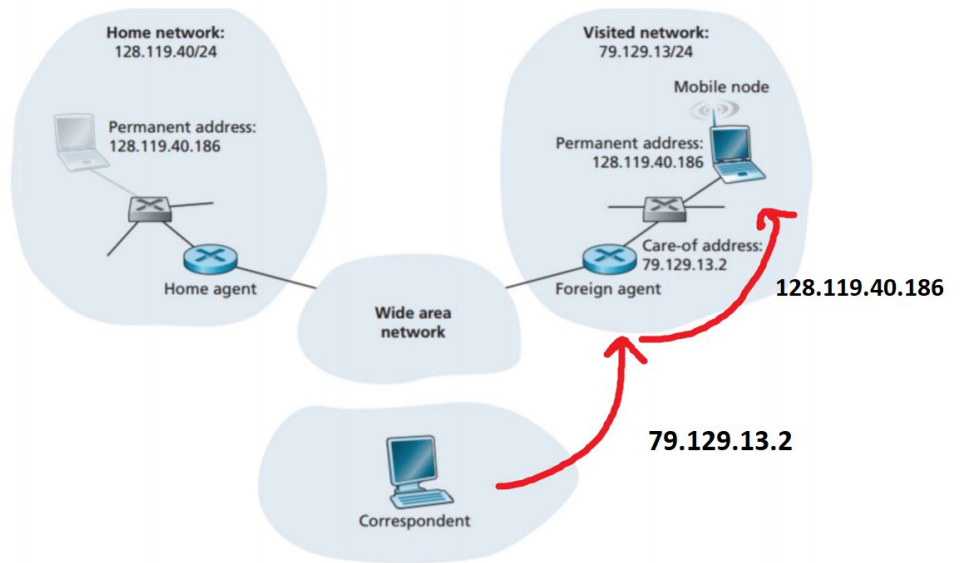 Home network:
128.119.40/24
Visited network:
79.129.13/24
Mobile node
Permanent address:
128.119.40.186
Permanent address:
128.119.40.186
Care-of address:
79.129.13.2
Home agent
Foreign agent
128.119.40.186
Wide area
network
79.129.13.2
Correspondent